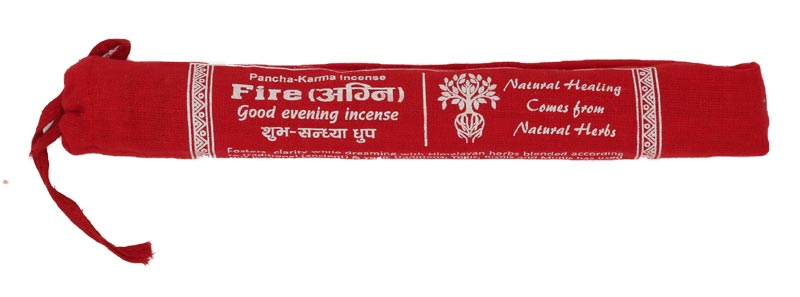 Pancha-Karma Incense
Fire (अग्नि)
Good evening incense
शुभ-सन्ध्या धुप
Natural Healing
Comes from
Natural Herbs
Fosters clarity while dreaming with Himalayan herbs blended according